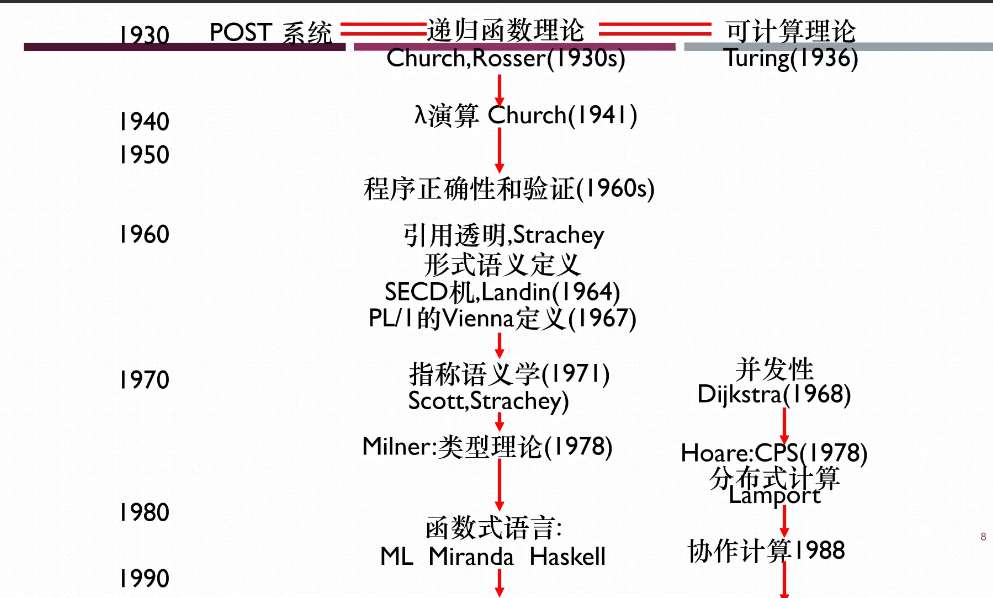 1930 POST 系统 递归函数理论 可计算理论
Church,Rosser(1930s) Turing(1936)
1940 λ演算 Church(1941)
1950
程序正确性和验证(1960s)
1960 引用透明,Strachey
形式语义定义
SECD机,Landin(1964)
PL/1的Vienna定义(1967)
1970 指称语义学(1971) 并发性
Scott,Strachey) Dijkstra(1968)
Milner:类型理论(1978) Hoare:CPS(1978)
分布式计算
Lamport
1980 函数式语言:
ML Miranda Haskell 协作计算1988
8
1990